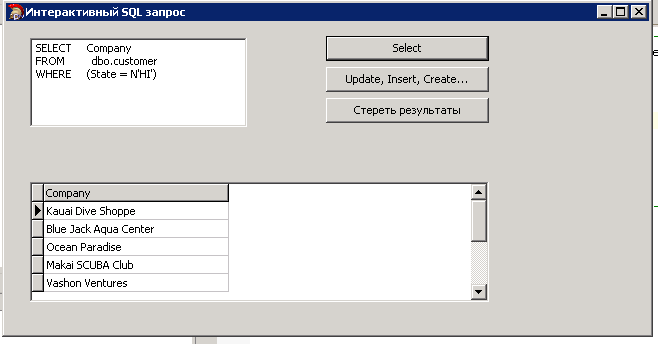 Интерактивный SQL запрос
SELECT Company
FROM dbo.customer
WHERE (State = N'HI')
Select
Update, Insert, Create...
Стереть результаты
Company
Kauai Dive Shoppe
Blue Jack Aqua Center
Ocean Paradise
Makai SCUBA Club
Vashon Ventures